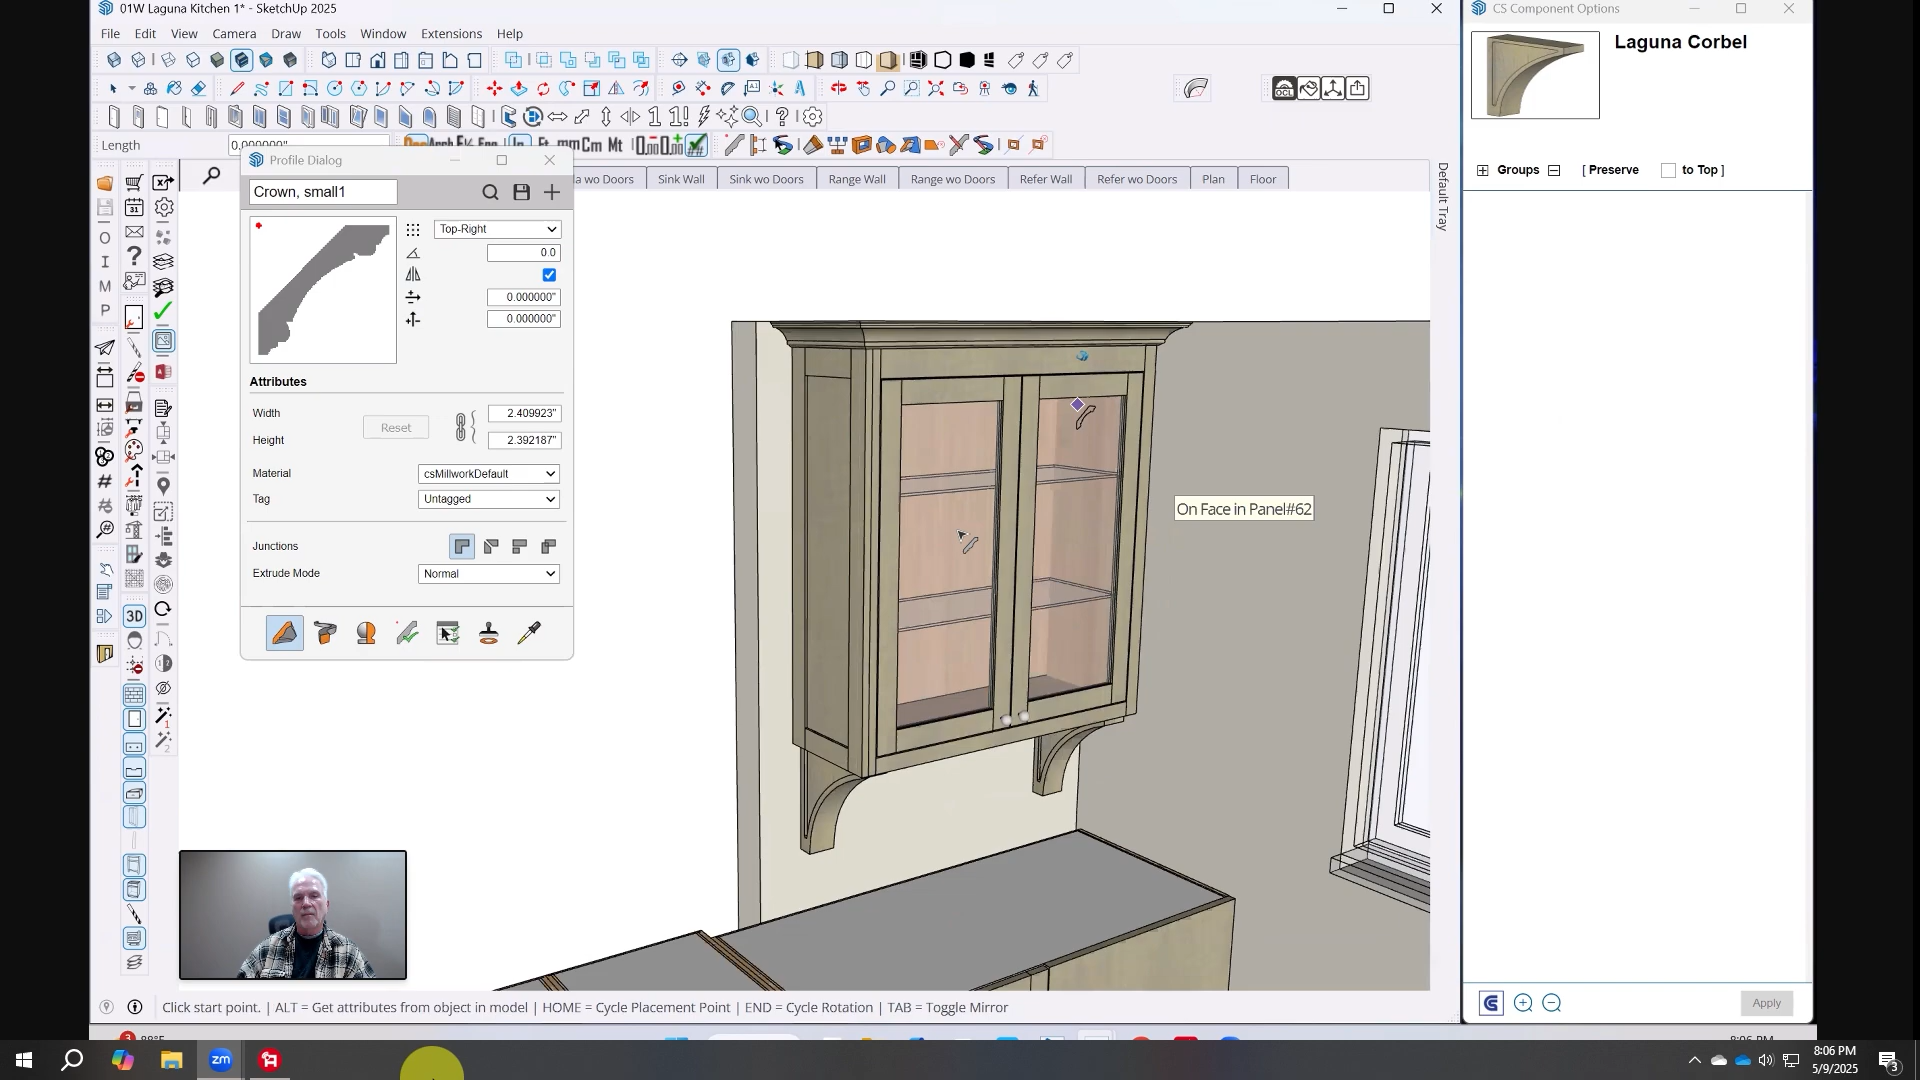 01W Laguna Kitchen 1* - SketchUp 2025
File Edit View Camera Draw Tools Window Extensions Help
Length
Profile Dialog
Crown, small1
Top-Right
0.0
0.000000"
0.000000"
Attributes
Width
2.409923"
Reset
Height
2.392187"
Material
csMillworkDefault
Tag
Untagged
Junctions
Extrude Mode
Normal
wo Doors
Sink Wall
Sink wo Doors
Range Wall
Range wo Doors
Refer Wall
Refer wo Doors
Plan
Floor
Default Tray
On Face in Panel#62
O
I
M
P
3D
Click start point. | ALT = Get attributes from object in model | HOME = Cycle Placement Point | END = Cycle Rotation | TAB = Toggle Mirror
CS Component Options
Laguna Corbel
Groups
[ Preserve
to Top ]
Apply
zm
8:06 PM
5/9/2025
3